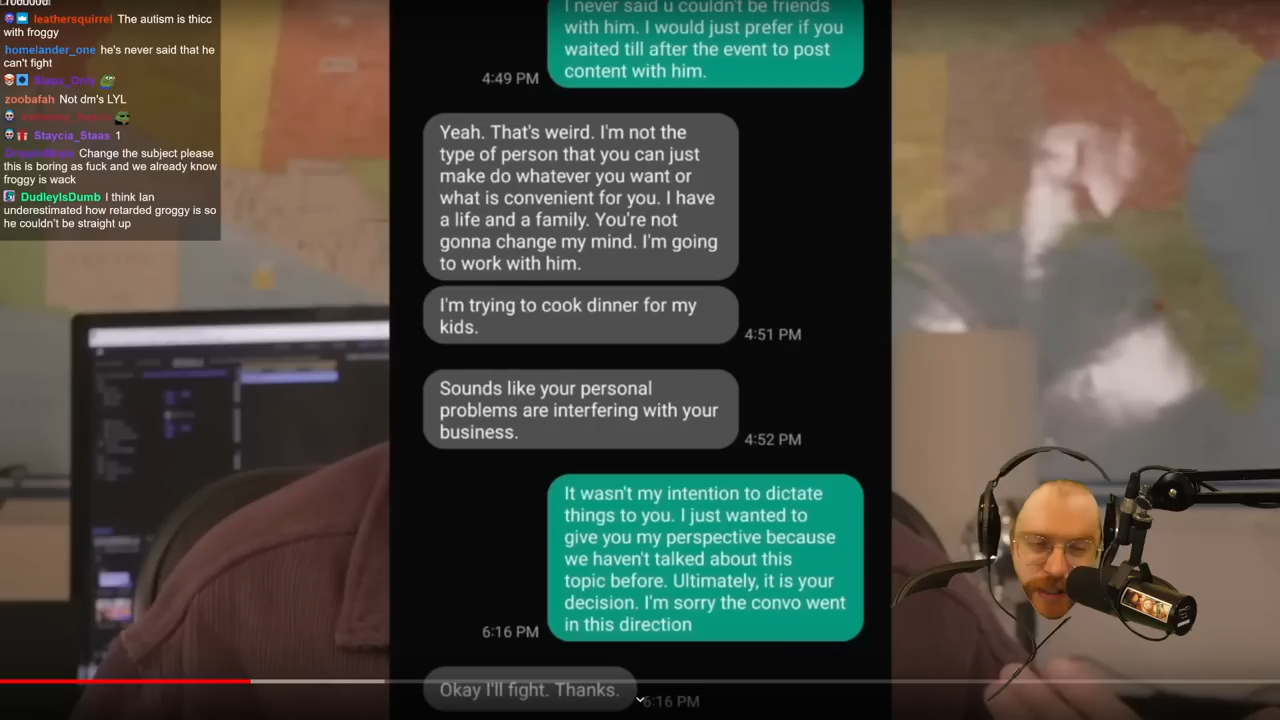 leathersquirrel The autism is thicc
with froggy
homelander_one he's never said that he
can't fight
zoobafah Not dm's LYL
Staycia_Staas 1
Change the subject please
this is boring as fuck and we already know
froggy is wack
DudleyIsDumb I think Ian
underestimated how retarded groggy is so
he couldn't be straight up
I never said u couldn't be friends
with him. I would just prefer if you
waited till after the event to post
content with him.
4:49 PM
Yeah. That's weird. I'm not the
type of person that you can just
make do whatever you want or
what is convenient for you. I have
a life and a family. You're not
gonna change my mind. I'm going
to work with him.
I'm trying to cook dinner for my
kids.
4:51 PM
Sounds like your personal
problems are interfering with your
business.
4:52 PM
It wasn't my intention to dictate
things to you. I just wanted to
give you my perspective because
we haven't talked about this
topic before. Ultimately, it is your
decision. I'm sorry the convo went
in this direction
6:16 PM
Okay I'll fight. Thanks.
6:16 PM